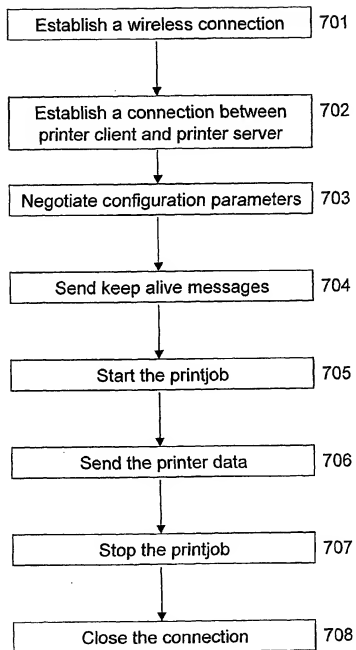 Establish a wireless connection 701
Establish a connection between
printer client and printer server 702
Negotiate configuration parameters 703
Send keep alive messages 704
Start the printjob 705
Send the printer data 706
Stop the printjob 707
Close the connection 708